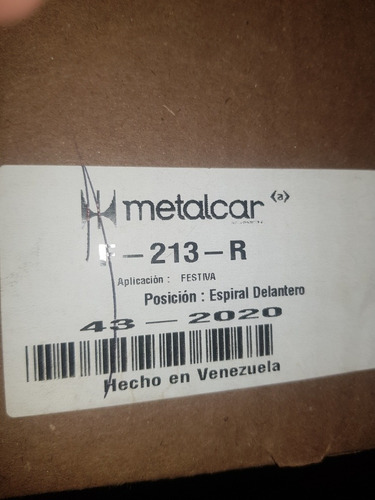 metalcar (a)
F-213-R
Aplicación : FESTIVA
Posición : Espiral Delantero
43-2020
Hecho en Venezuela